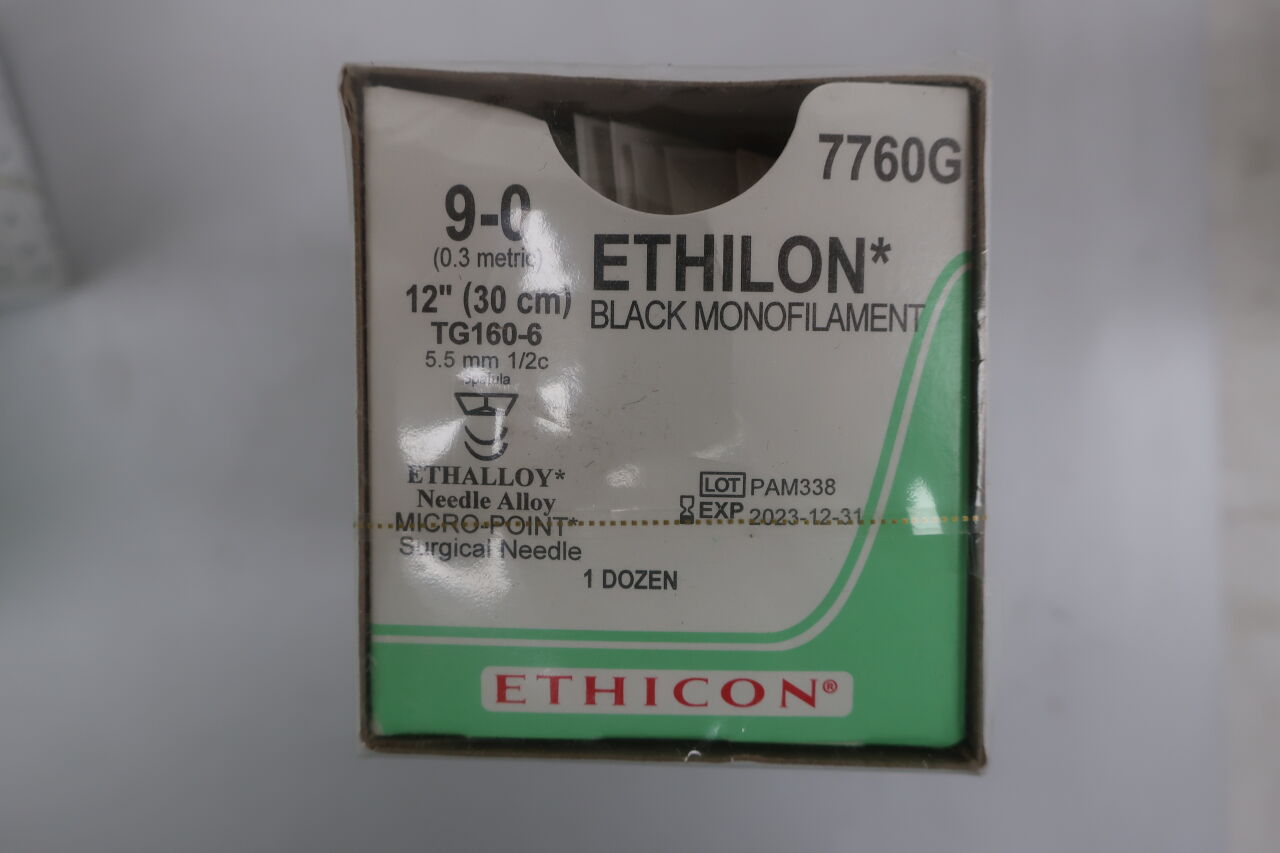 7760G
9-0
(0.3 metric)
12" (30 cm)
TG160-6
5.5 mm 1/2c
Spatula
ETHALLOY*
Needle Alloy
MICRO-POINT*
Surgical Needle
ETHILON*
BLACK MONOFILAMENT
LOT PAM338
EXP 2023-12-31
1 DOZEN
ETHICON®